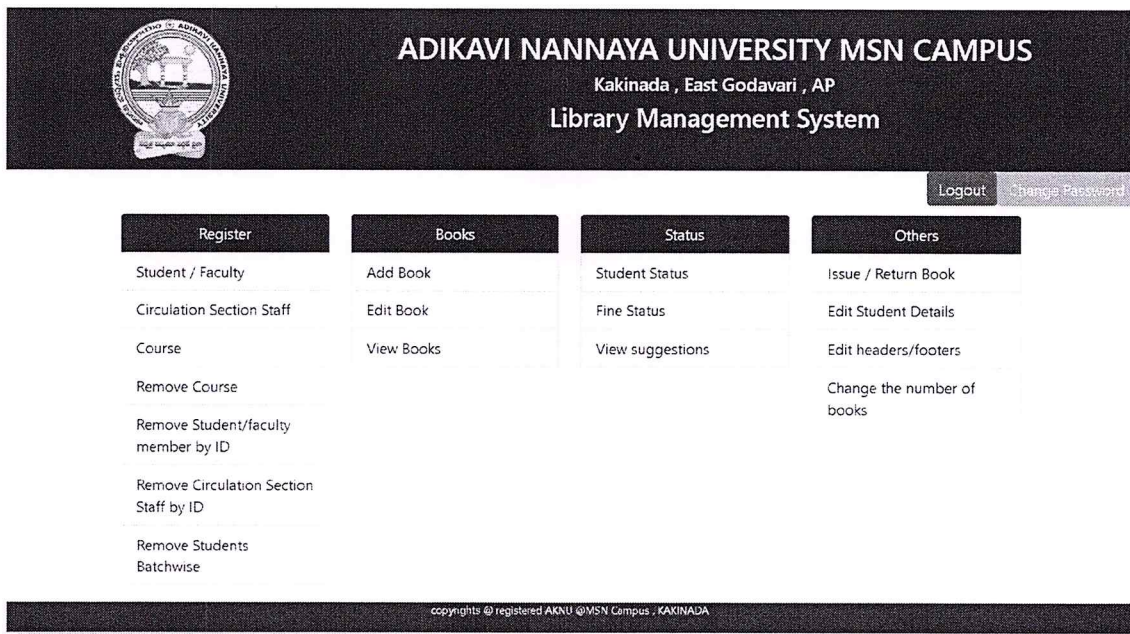 ADIKAVI NANNAYA UNIVERSITY MSN CAMPUS
Kakinada , East Godavari , AP
Library Management System
Logout
Change Password
Register
Student / Faculty
Circulation Section Staff
Course
Remove Course
Remove Student/faculty
member by ID
Remove Circulation Section
Staff by ID
Remove Students
Batchwise
Books
Add Book
Edit Book
View Books
Status
Student Status
Fine Status
View suggestions
Others
Issue / Return Book
Edit Student Details
Edit headers/footers
Change the number of
books
copyrights @ registered AKNU @MSN Campus , KAKINADA